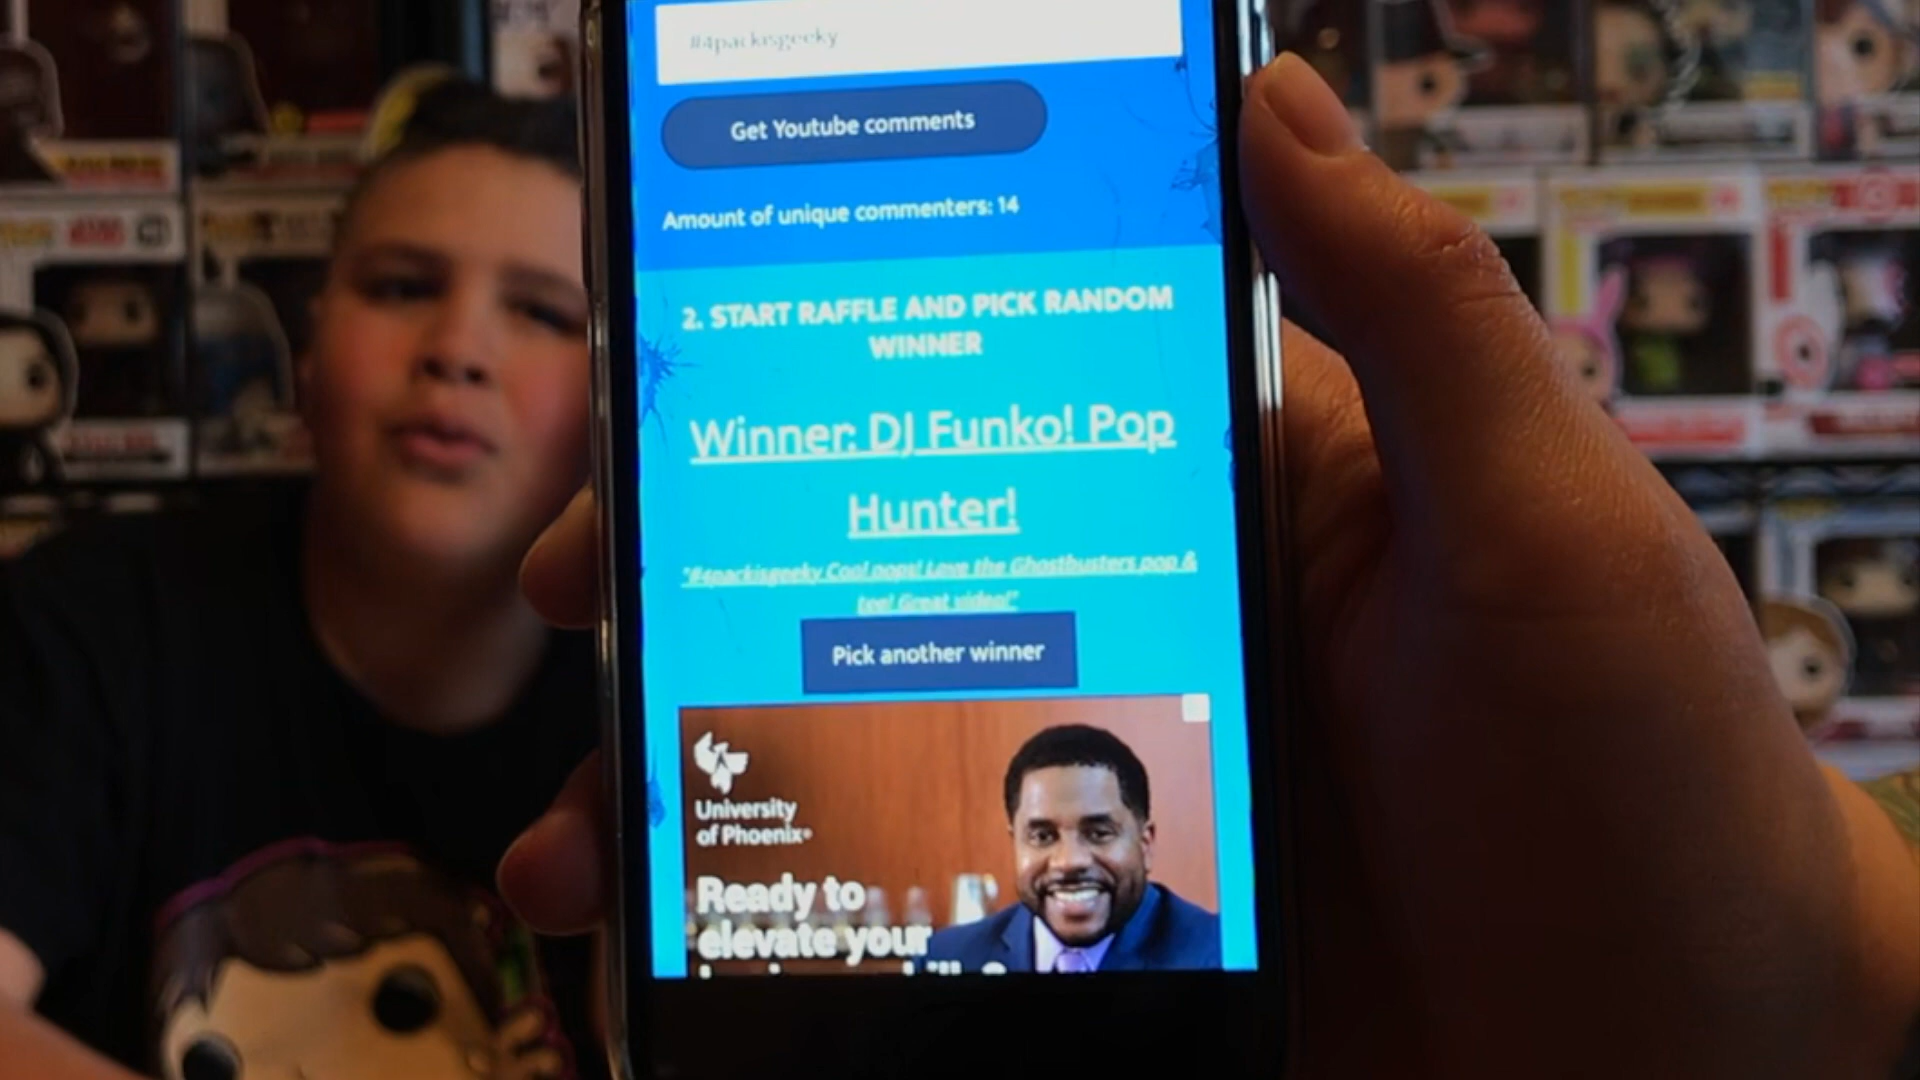 #4packisgeeky
Get Youtube comments
Amount of unique commenters: 14
2. START RAFFLE AND PICK RANDOM
WINNER
Winner: DJ Funko! Pop
Hunter!
"#4packisgeeky Cool pops! Love the Ghostbusters pop &
tee! Great video!"
Pick another winner
University
of Phoenix®
Ready to
elevate your